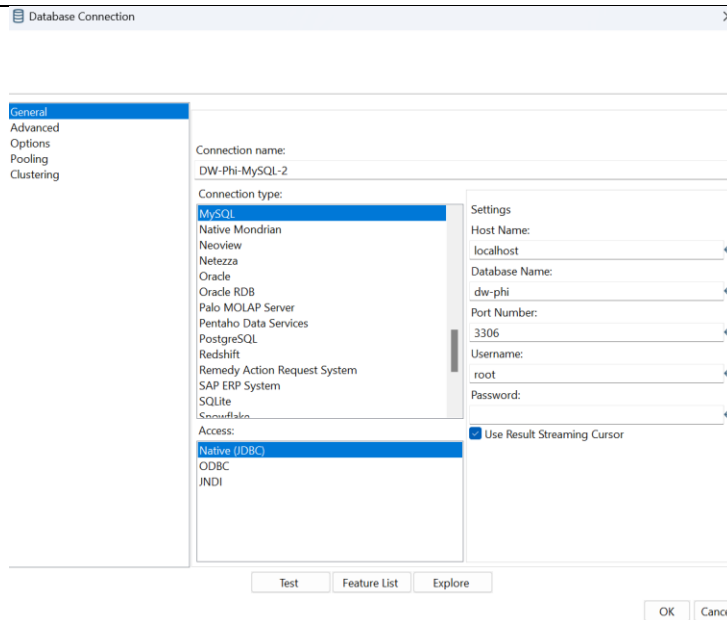 Database Connection
General
Advanced
Options
Pooling
Clustering
Connection name:
DW-Phi-MySQL-2
Connection type:
MySQL
Native Mondrian
Neoview
Netezza
Oracle
Oracle RDB
Palo MOLAP Server
Pentaho Data Services
PostgreSQL
Redshift
Remedy Action Request System
SAP ERP System
SQLite
Snowflake
Access:
Native (JDBC)
ODBC
JNDI
Settings
Host Name:
localhost
Database Name:
dw-phi
Port Number:
3306
Username:
root
Password:
Use Result Streaming Cursor
Test Feature List Explore
OK Cance